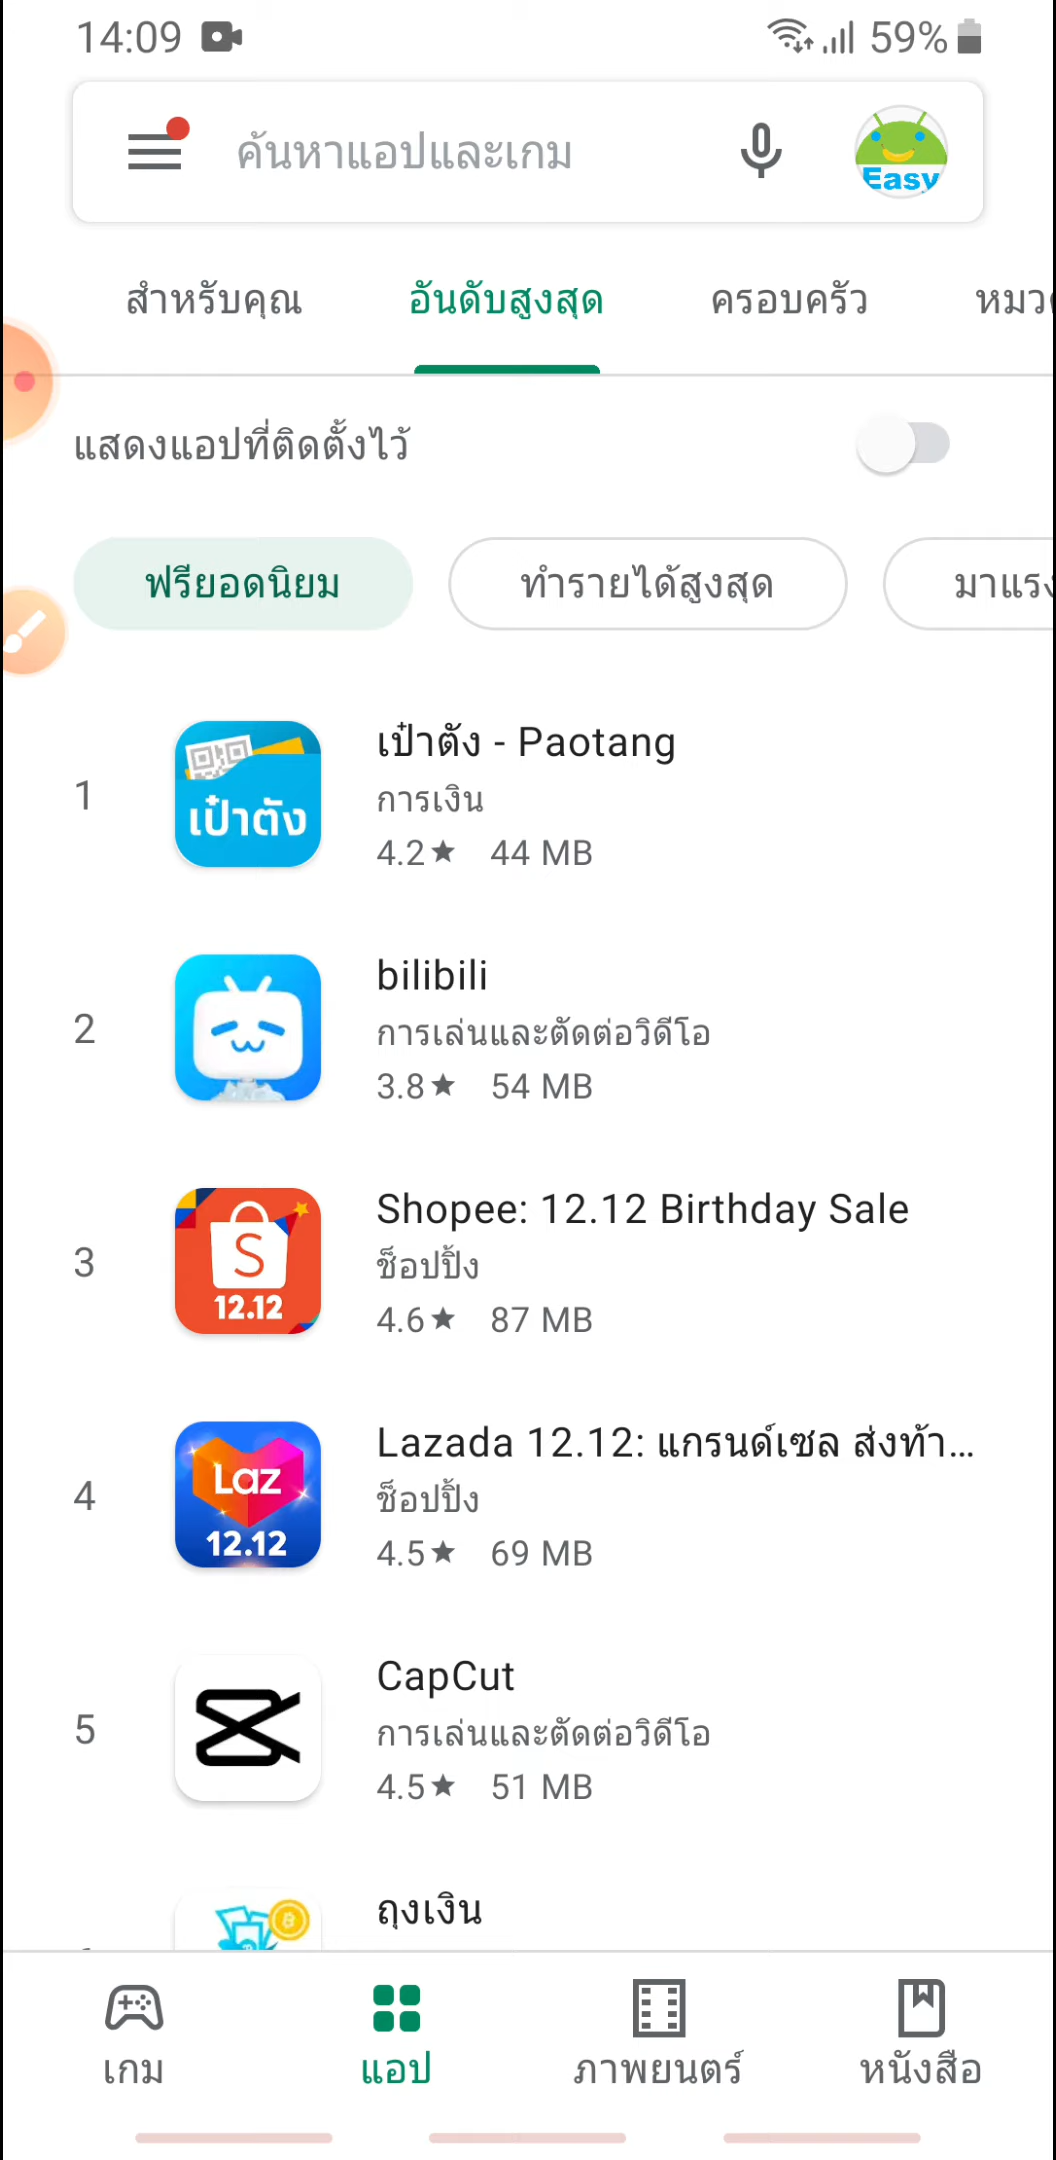 14:09 59%
ค้นหาแอปและเกม
Easy
สำหรับคุณ อันดับสูงสุด ครอบครัว
แสดงแอปที่ติดตั้งไว้
ฟรียอดนิยม ทำรายได้สูงสุด มาแรง
1
เป๋าตัง
เป๋าตัง - Paotang
การเงิน
4.2★ 44 MB
2
bilibili
การเล่นและตัดต่อวิดีโอ
3.8★ 54 MB
3
S
12.12
Shopee: 12.12 Birthday Sale
ช็อปปิ้ง
4.6★ 87 MB
4
Laz
12.12
Lazada 12.12: แกรนด์เซล ส่งท้า...
ช็อปปิ้ง
4.5★ 69 MB
5
CapCut
การเล่นและตัดต่อวิดีโอ
4.5★ 51 MB
ถุงเงิน
เกม แอป ภาพยนตร์ หนังสือ